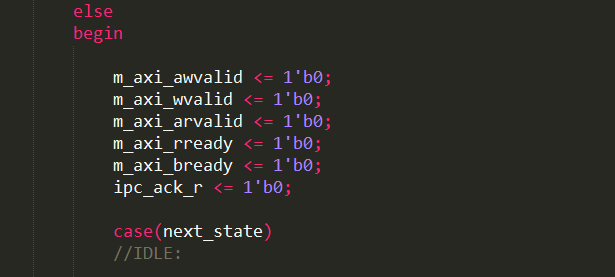 else
begin
m_axi_awvalid <= 1'b0;
m_axi_wvalid <= 1'b0;
m_axi_arvalid <= 1'b0;
m_axi_rready <= 1'b0;
m_axi_bready <= 1'b0;
ipc_ack_r <= 1'b0;
case(next_state)
//IDLE: